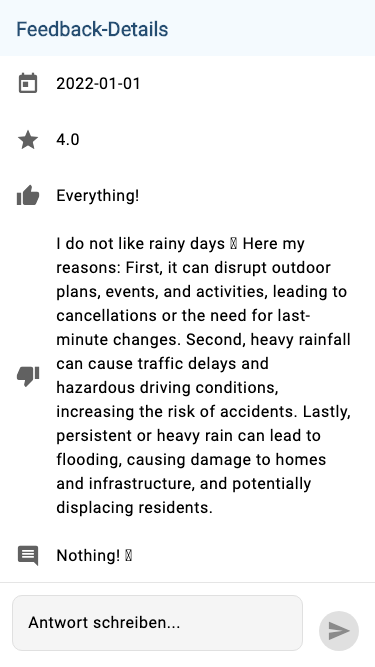 Feedback-Details
2022-01-01
4.0
Everything!
I do not like rainy days Here my
reasons: First, it can disrupt outdoor
plans, events, and activities, leading to
cancellations or the need for last-
minute changes. Second, heavy rainfall
can cause traffic delays and
hazardous driving conditions,
increasing the risk of accidents. Lastly,
persistent or heavy rain can lead to
flooding, causing damage to homes
and infrastructure, and potentially
displacing residents.
Nothing!
Antwort schreiben...